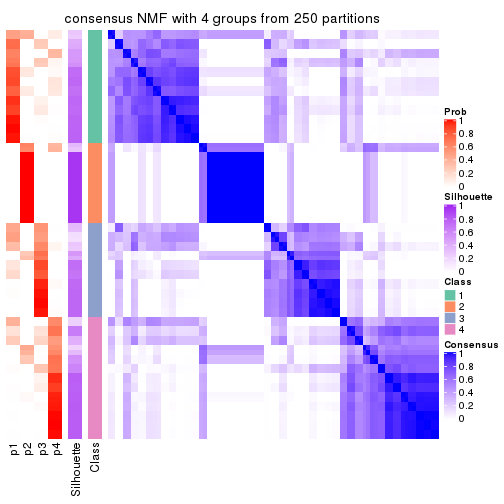 consensus NMF with 4 groups from 250 partitions
p1
p2
p3
p4
Silhouette
Class
Prob
1
0.8
0.6
0.4
0.2
0
Silhouette
1
0.8
0.6
0.4
0.2
0
Class
1
2
3
4
Consensus
1
0.8
0.6
0.4
0.2
0